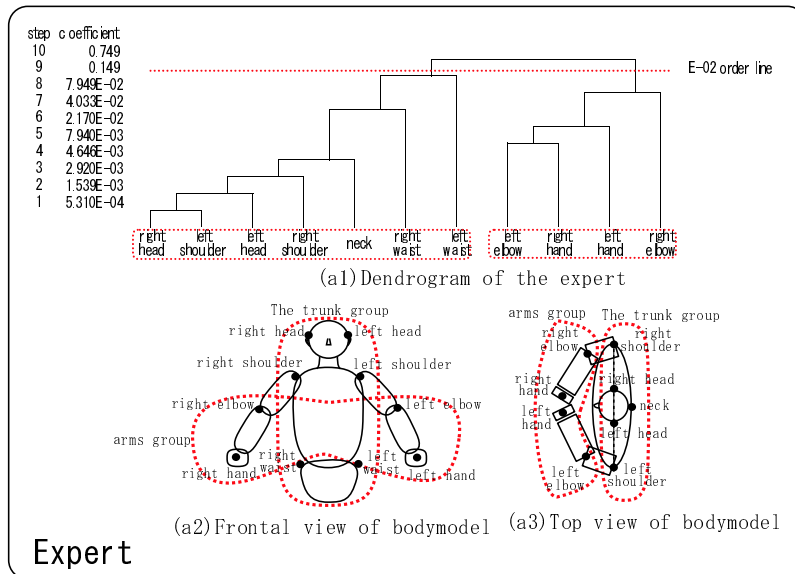 step coefficient
10 0.749
9 0.149
8 7.949E-02
7 4.033E-02
6 2.170E-02
5 7.940E-03
4 4.646E-03
3 2.920E-03
2 1.539E-03
1 5.310E-04
E-02 order line
right head
left shoulder
left head
right shoulder
neck
right waist
left waist
left elbow
right hand
left hand
right elbow
(a1)Dendrogram of the expert
The trunk group
right head
left head
right shoulder
left shoulder
right elbow
left elbow
arms group
right waist
left waist
right hand
left hand
(a2)Frontal view of bodymodel
arms group
The trunk group
right elbow
right shoulder
right hand
right head
left hand
neck
left head
left elbow
left shoulder
(a3)Top view of bodymodel
Expert